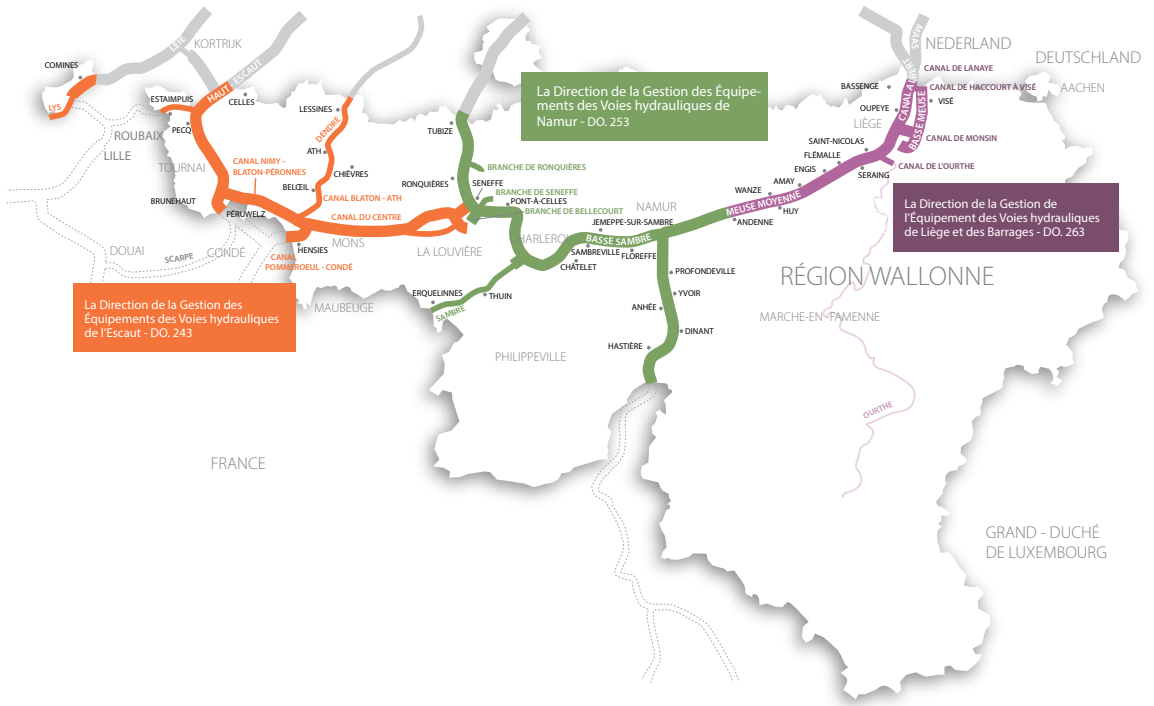 LEIE
KORTRIJK
COMINES
LYS
HAUT
ESCAUT
ESTAIMPUIS
CELLES
PECQ
ROUBAIX
LILLE
TOURNAI
BRUNEHAUT
DOUAI
SCARPE
CONDÉ
PÉRUWELZ
CANAL NIMY -
BLATON-PÉRONNES
LESSINES
DENDRE
ATH
CHIÈVRES
BELŒIL
CANAL BLATON - ATH
CANAL DU CENTRE
MONS
HENSIES
CANAL
POMMEROEUL - CONDÉ
MAUBEUGE
La Direction de la Gestion des
Équipements des Voies hydrauliques
de l'Escaut - DO. 243
TUBIZE
BRANCHE DE RONQUIÈRES
RONQUIÈRES
SENEFFE
BRANCHE DE SENEFFE
PONT-À-CELLES
BRANCHE DE BELLECOURT
LA LOUVIÈRE
CHARLEROI
ERQUELINNES
THUIN
SAMBRE
La Direction de la Gestion des Équipe-
ments des Voies hydrauliques de
Namur - DO. 253
JEMEPPE-SUR-SAMBRE
NAMUR
BASSE SAMBRE
SAMBREVILLE
FLOREFFE
CHÂTELET
PROFONDEVILLE
YVOIR
ANHÉE
DINANT
HASTIÈRE
PHILIPPEVILLE
MAAS
NEDERLAND
DEUTSCHLAND
AACHEN
CANAL DE LANAYE
BASSENGE
CANAL DE HACCOURT À VISÉ
CANAL ALBERT
VISÉ
OUPEYE
LIÈGE
BASSE MEUSE
CANAL DE MONSIN
SAINT-NICOLAS
FLÉMALLE
CANAL DE L'OURTHE
ENGIS
SERAING
AMAY
WANZE
MEUSE MOYENNE
HUY
ANDENNE
La Direction de la Gestion de
l'Équipement des Voies hydrauliques
de Liège et des Barrages - DO. 263
RÉGION WALLONNE
MARCHE-EN-FAMENNE
OURTHE
FRANCE
GRAND - DUCHÉ
DE LUXEMBOURG